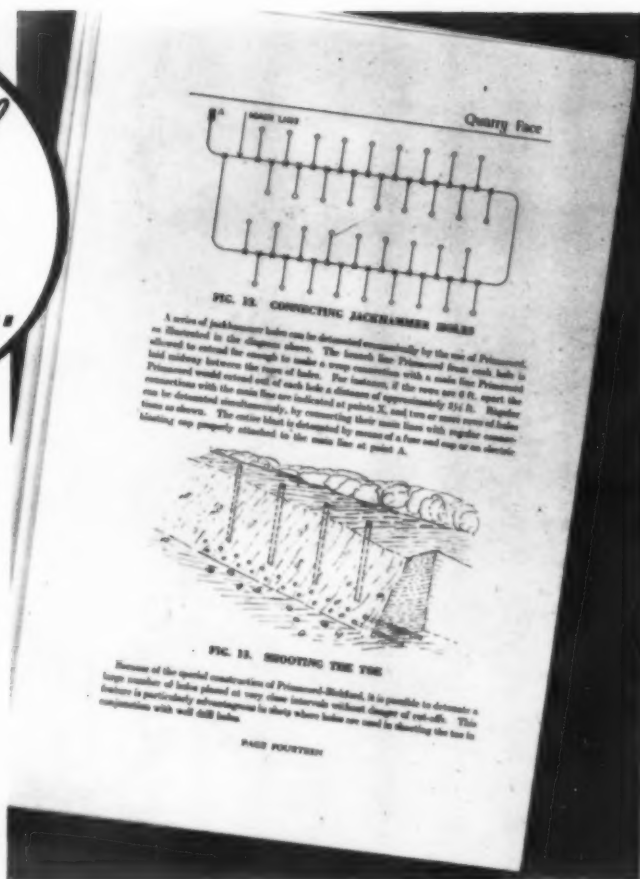 Quarry Face
A
MAIN LINE
FIG. 12. CONNECTING JACKHAMMER HOLES
A series of jackhammer holes can be detonated economically by the use of Primacord,
as illustrated in the diagram above. The branch line Primacord from each hole is
allowed to extend far enough to make a connection with a main line Primacord
laid midway between the rows of holes. For instance, if the rows are 6 ft. apart the
Primacord would extend out of each hole a distance of approximately 3½ ft. Regular
connections with the main line are indicated at points X, and two or more rows of holes
can be detonated simultaneously, by connecting their main lines with regular connec-
tions as shown. The entire blast is detonated by means of a fuse and cap or an electric
blasting cap properly attached to the main line at point A.
FIG. 13. SHOOTING THE TOE
Because of the special construction of Primacord-Bickford, it is possible to detonate a
large number of holes placed at very close intervals without danger of cut-offs. This
feature is particularly advantageous in shots where holes are used in shooting the toe in
conjunction with well drill holes.
PAGE FOURTEEN